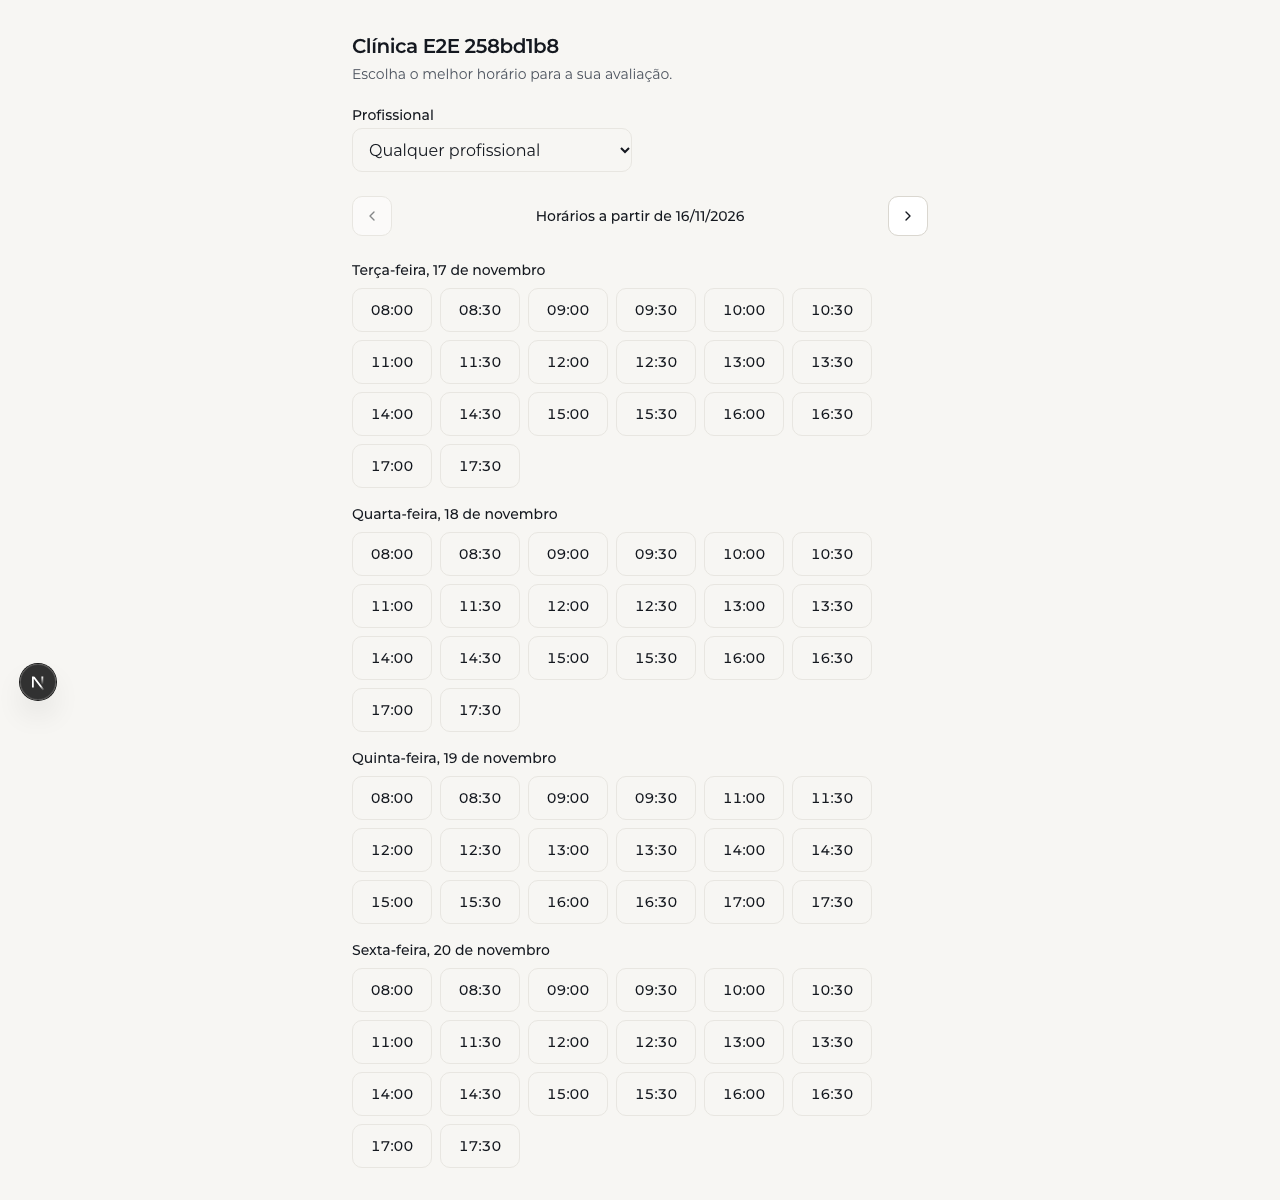 Clínica E2E 258bd1b8
Escolha o melhor horário para a sua avaliação.
Profissional
Qualquer profissional
Horários a partir de 16/11/2026
Terça-feira, 17 de novembro
08:00 08:30 09:00 09:30 10:00 10:30
11:00 11:30 12:00 12:30 13:00 13:30
14:00 14:30 15:00 15:30 16:00 16:30
17:00 17:30
Quarta-feira, 18 de novembro
08:00 08:30 09:00 09:30 10:00 10:30
11:00 11:30 12:00 12:30 13:00 13:30
14:00 14:30 15:00 15:30 16:00 16:30
N
17:00 17:30
Quinta-feira, 19 de novembro
08:00 08:30 09:00 09:30 11:00 11:30
12:00 12:30 13:00 13:30 14:00 14:30
15:00 15:30 16:00 16:30 17:00 17:30
Sexta-feira, 20 de novembro
08:00 08:30 09:00 09:30 10:00 10:30
11:00 11:30 12:00 12:30 13:00 13:30
14:00 14:30 15:00 15:30 16:00 16:30
17:00 17:30